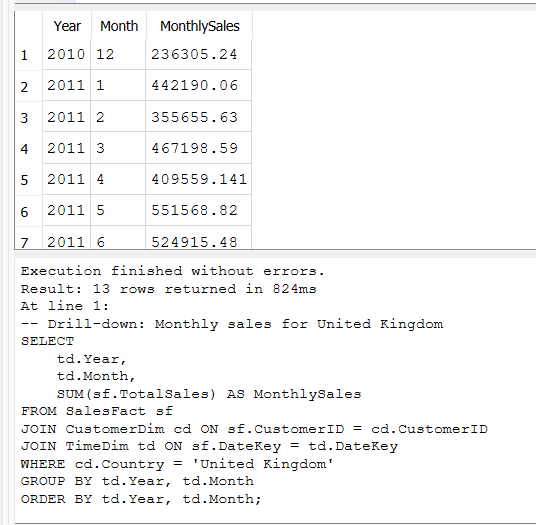 Year Month MonthlySales
1 2010 12 236305.24
2 2011 1 442190.06
3 2011 2 355655.63
4 2011 3 467198.59
5 2011 4 409559.141
6 2011 5 551568.82
7 2011 6 524915.48
Execution finished without errors.
Result: 13 rows returned in 824ms
At line 1:
-- Drill-down: Monthly sales for United Kingdom
SELECT
    td.Year,
    td.Month,
    SUM(sf.TotalSales) AS MonthlySales
FROM SalesFact sf
JOIN CustomerDim cd ON sf.CustomerID = cd.CustomerID
JOIN TimeDim td ON sf.DateKey = td.DateKey
WHERE cd.Country = 'United Kingdom'
GROUP BY td.Year, td.Month
ORDER BY td.Year, td.Month;